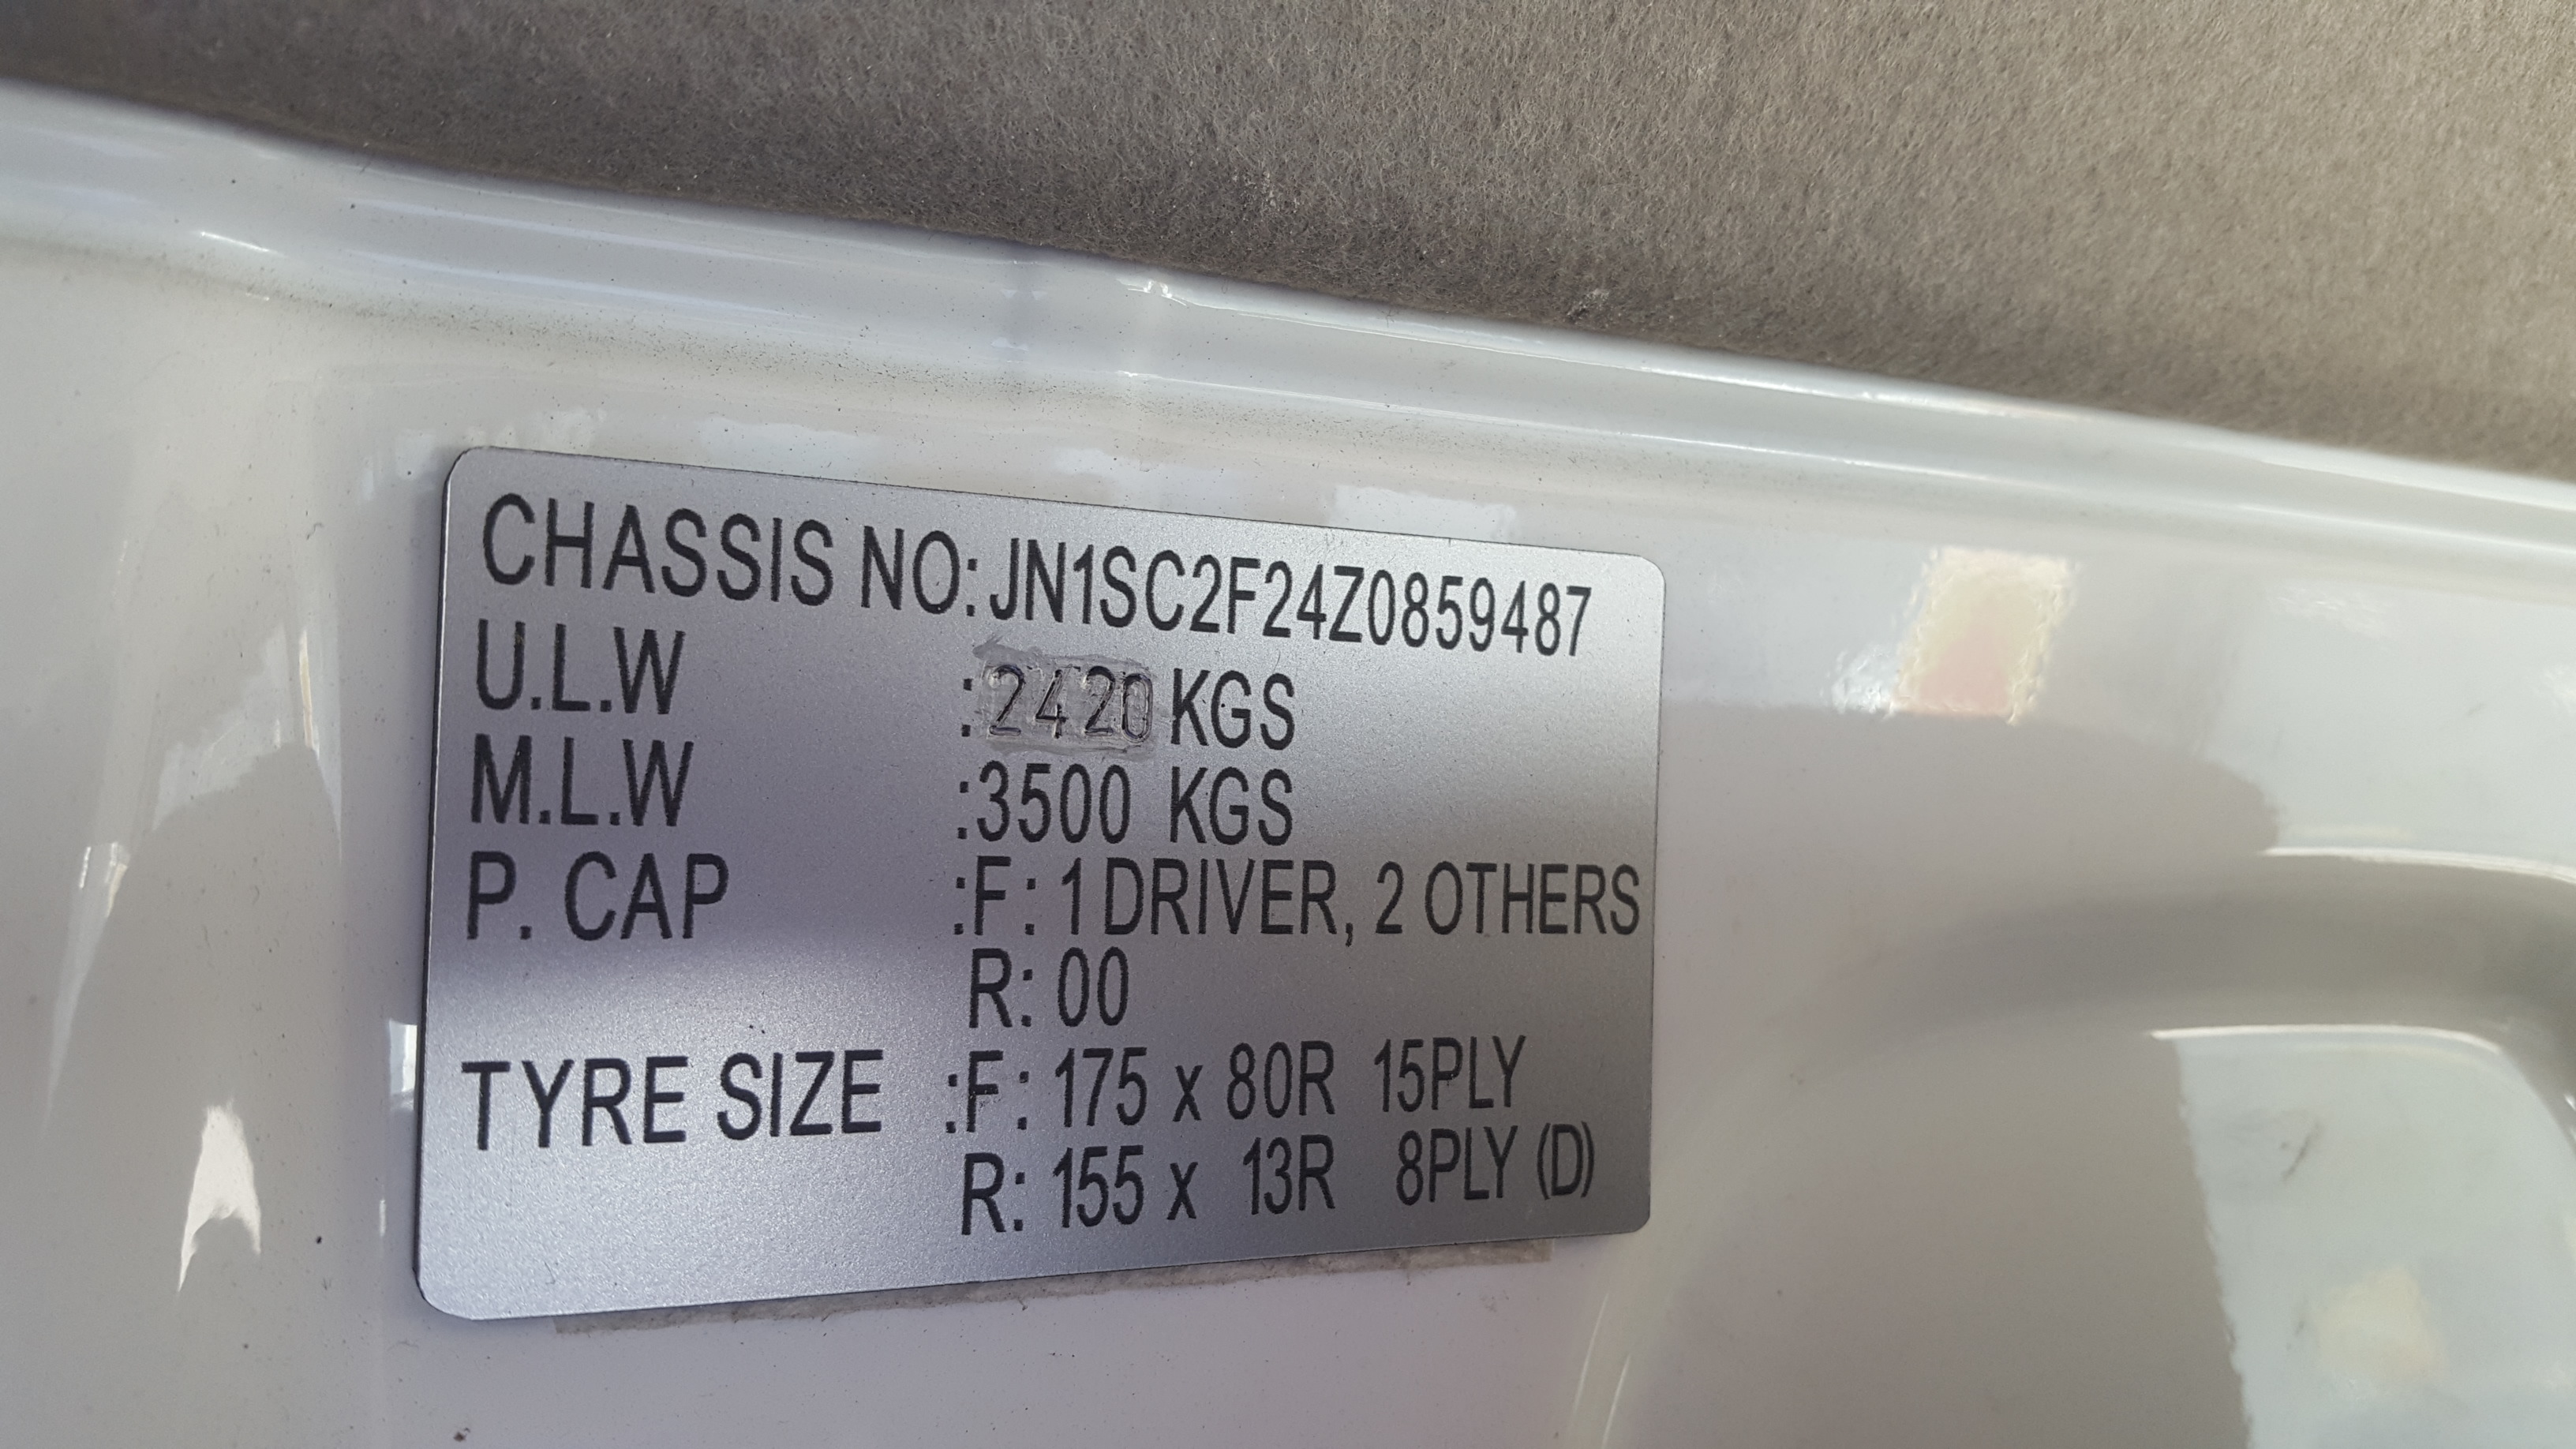 CHASSIS NO:JN1SC2F24Z0859487
U.L.W :2420 KGS
M.L.W :3500 KGS
P. CAP :F: 1 DRIVER, 2 OTHERS
R: 00
TYRE SIZE :F: 175 x 80R 15PLY
R: 155 x 13R 8PLY (D)